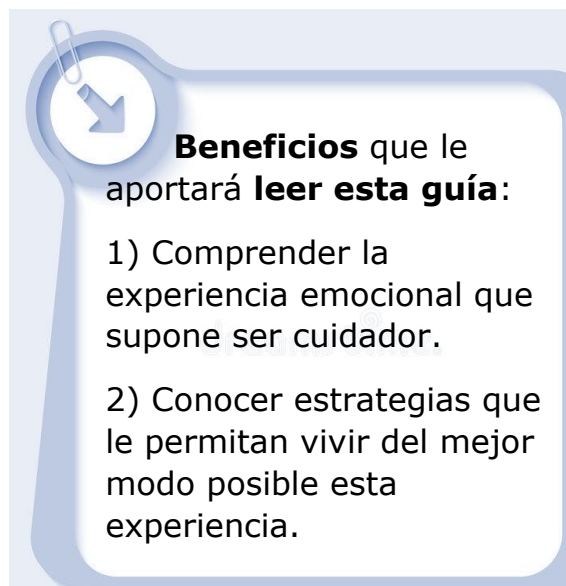 Beneficios que le
aportará leer esta guía:
1) Comprender la
experiencia emocional que
supone ser cuidador.
2) Conocer estrategias que
le permitan vivir del mejor
modo posible esta
experiencia.